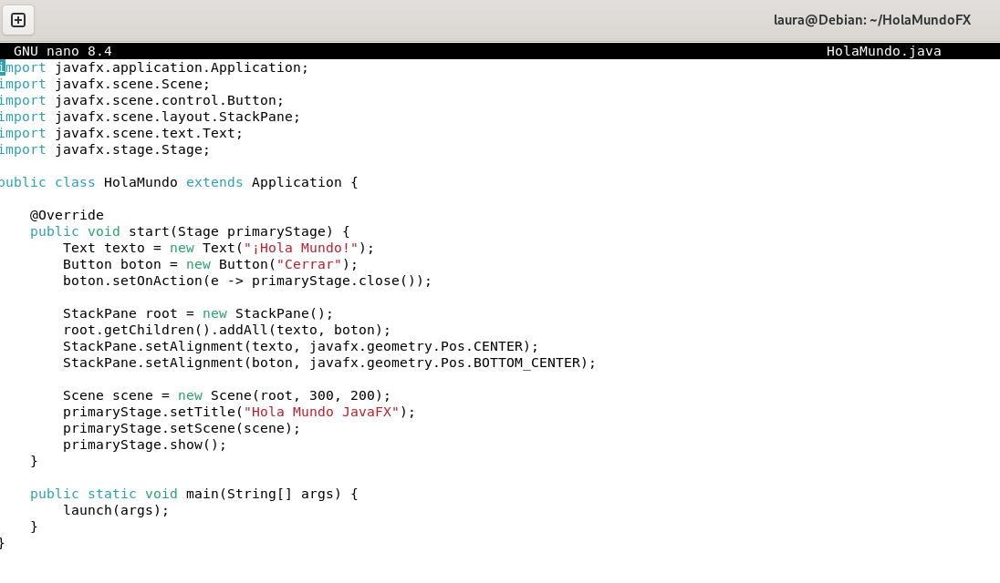 laura@Debian: ~/HolaMundoFX
GNU nano 8.4 HolaMundo.java
import javafx.application.Application;
import javafx.scene.Scene;
import javafx.scene.control.Button;
import javafx.scene.layout.StackPane;
import javafx.scene.text.Text;
import javafx.stage.Stage;

public class HolaMundo extends Application {

    @Override
    public void start(Stage primaryStage) {
        Text texto = new Text("¡Hola Mundo!");
        Button boton = new Button("Cerrar");
        boton.setOnAction(e -> primaryStage.close());

        StackPane root = new StackPane();
        root.getChildren().addAll(texto, boton);
        StackPane.setAlignment(texto, javafx.geometry.Pos.CENTER);
        StackPane.setAlignment(boton, javafx.geometry.Pos.BOTTOM_CENTER);

        Scene scene = new Scene(root, 300, 200);
        primaryStage.setTitle("Hola Mundo JavaFX");
        primaryStage.setScene(scene);
        primaryStage.show();
    }

    public static void main(String[] args) {
        launch(args);
    }
}